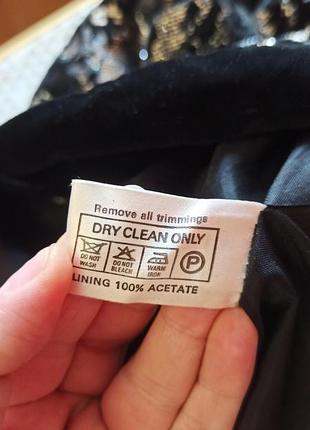 Remove all trimmings
DRY CLEAN ONLY
DO NOT WASH
DO NOT BLEACH
WARM IRON
P
LINING 100% ACETATE